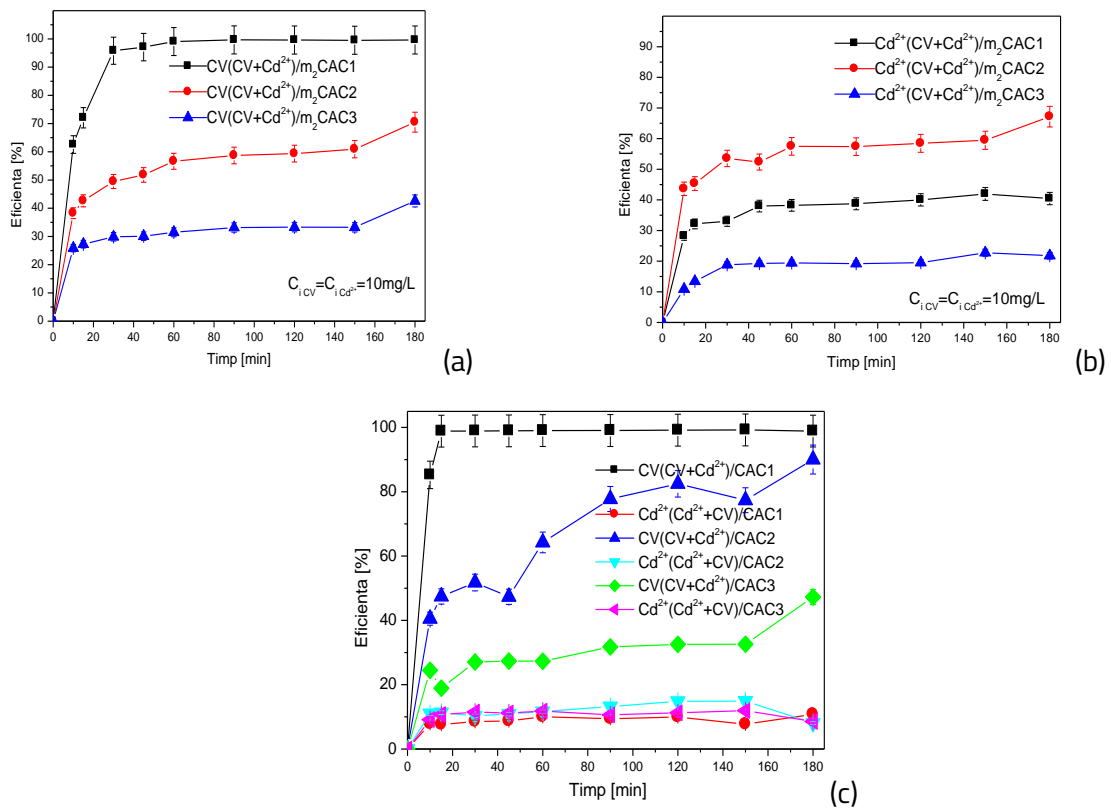 100
90
80
70
60
50
40
30
20
10
0
Eficienta [%]
CV(CV+Cd²⁺)/m₂CAC1
CV(CV+Cd²⁺)/m₂CAC2
CV(CV+Cd²⁺)/m₂CAC3
C i CV=C i Cd²⁺=10mg/L
0 20 40 60 80 100 120 140 160 180
Timp [min]
(a)
90
80
70
60
50
40
30
20
10
0
Eficienta [%]
Cd²⁺(CV+Cd²⁺)/m₂CAC1
Cd²⁺(CV+Cd²⁺)/m₂CAC2
Cd²⁺(CV+Cd²⁺)/m₂CAC3
C i CV=C i Cd²⁺=10mg/L
0 20 40 60 80 100 120 140 160 180
Timp [min]
(b)
100
80
60
40
20
0
Eficienta [%]
CV(CV+Cd²⁺)/CAC1
Cd²⁺(Cd²⁺+CV)/CAC1
CV(CV+Cd²⁺)/CAC2
Cd²⁺(Cd²⁺+CV)/CAC2
CV(CV+Cd²⁺)/CAC3
Cd²⁺(Cd²⁺+CV)/CAC3
0 20 40 60 80 100 120 140 160 180
Timp [min]
(c)